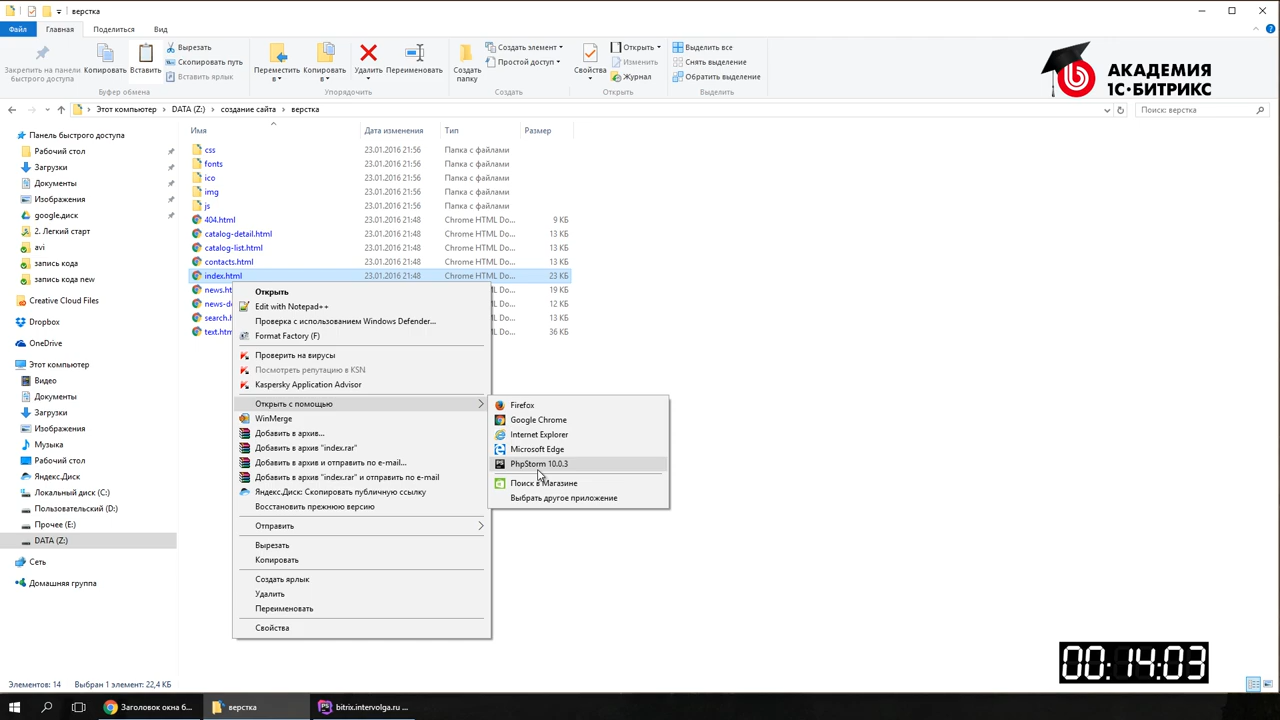 верстка
Файл
Главная
Поделиться
Вид
Закрепить на панели
быстрого доступа
Копировать
Вставить
Вырезать
Скопировать путь
Вставить ярлык
Буфер обмена
Переместить
в▾
Копировать
в▾
Удалить
Переименовать
Упорядочить
Создать
папку
Создать элемент
Простой доступ
Создать
Свойства
Открыть
Изменить
Журнал
Открыть
Выделить все
Снять выделение
Обратить выделение
Выделить
АКАДЕМИЯ
1С·БИТРИКС
Этот компьютер > DATA (Z:) > создание сайта > верстка
Поиск: верстка
Имя Дата изменения Тип Размер
Панель быстрого доступа
Рабочий стол
Загрузки
Документы
Изображения
google.диск
2. Легкий старт
avi
запись кода
запись кода new
Creative Cloud Files
Dropbox
OneDrive
Этот компьютер
Видео
Документы
Загрузки
Изображения
Музыка
Рабочий стол
Яндекс.Диск
Локальный диск (C:)
Пользовательский (D:)
Прочее (E:)
DATA (Z:)
Сеть
Домашняя группа
css 23.01.2016 21:56 Папка с файлами
fonts 23.01.2016 21:56 Папка с файлами
ico 23.01.2016 21:56 Папка с файлами
img 23.01.2016 21:56 Папка с файлами
js 23.01.2016 21:56 Папка с файлами
404.html 23.01.2016 21:48 Chrome HTML Do... 9 КБ
catalog-detail.html 23.01.2016 21:48 Chrome HTML Do... 13 КБ
catalog-list.html 23.01.2016 21:48 Chrome HTML Do... 13 КБ
contacts.html 23.01.2016 21:48 Chrome HTML Do... 13 КБ
index.html 23.01.2016 21:48 Chrome HTML Do... 23 КБ
news.ht ML Do... 19 КБ
news-de ML Do... 12 КБ
search.h ML Do... 13 КБ
text.htm ML Do... 36 КБ
Открыть
Edit with Notepad++
Проверка с использованием Windows Defender...
Format Factory (F)
Проверить на вирусы
Посмотреть репутацию в KSN
Kaspersky Application Advisor
Открыть с помощью
WinMerge
Добавить в архив...
Добавить в архив "index.rar"
Добавить в архив и отправить по e-mail...
Добавить в архив "index.rar" и отправить по e-mail
Яндекс.Диск: Скопировать публичную ссылку
Восстановить прежнюю версию
Отправить
Вырезать
Копировать
Создать ярлык
Удалить
Переименовать
Свойства
Firefox
Google Chrome
Internet Explorer
Microsoft Edge
PhpStorm 10.0.3
Поиск в Магазине
Выбрать другое приложение
00:14:03
Элементов: 14 Выбран 1 элемент: 22,4 КБ
Заголовок окна б...
верстка
bitrix.intervolga.ru ...